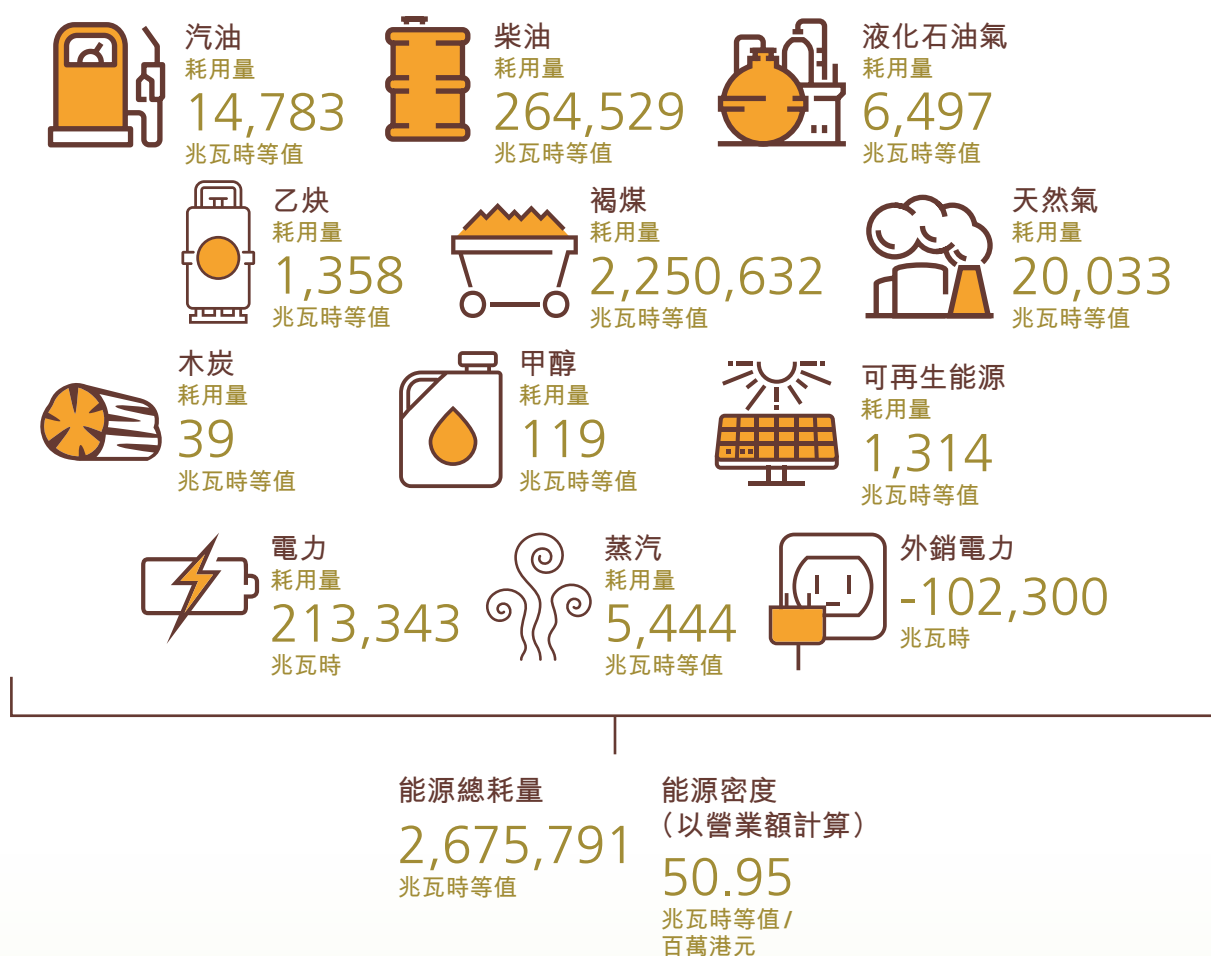 汽油
耗用量
14,783
兆瓦時等值
柴油
耗用量
264,529
兆瓦時等值
液化石油氣
耗用量
6,497
兆瓦時等值
乙炔
耗用量
1,358
兆瓦時等值
褐煤
耗用量
2,250,632
兆瓦時等值
天然氣
耗用量
20,033
兆瓦時等值
木炭
耗用量
39
兆瓦時等值
甲醇
耗用量
119
兆瓦時等值
可再生能源
耗用量
1,314
兆瓦時等值
電力
耗用量
213,343
兆瓦時
蒸汽
耗用量
5,444
兆瓦時等值
外銷電力
-102,300
兆瓦時
能源總耗量
2,675,791
兆瓦時等值
能源密度
（以營業額計算）
50.95
兆瓦時等值/
百萬港元